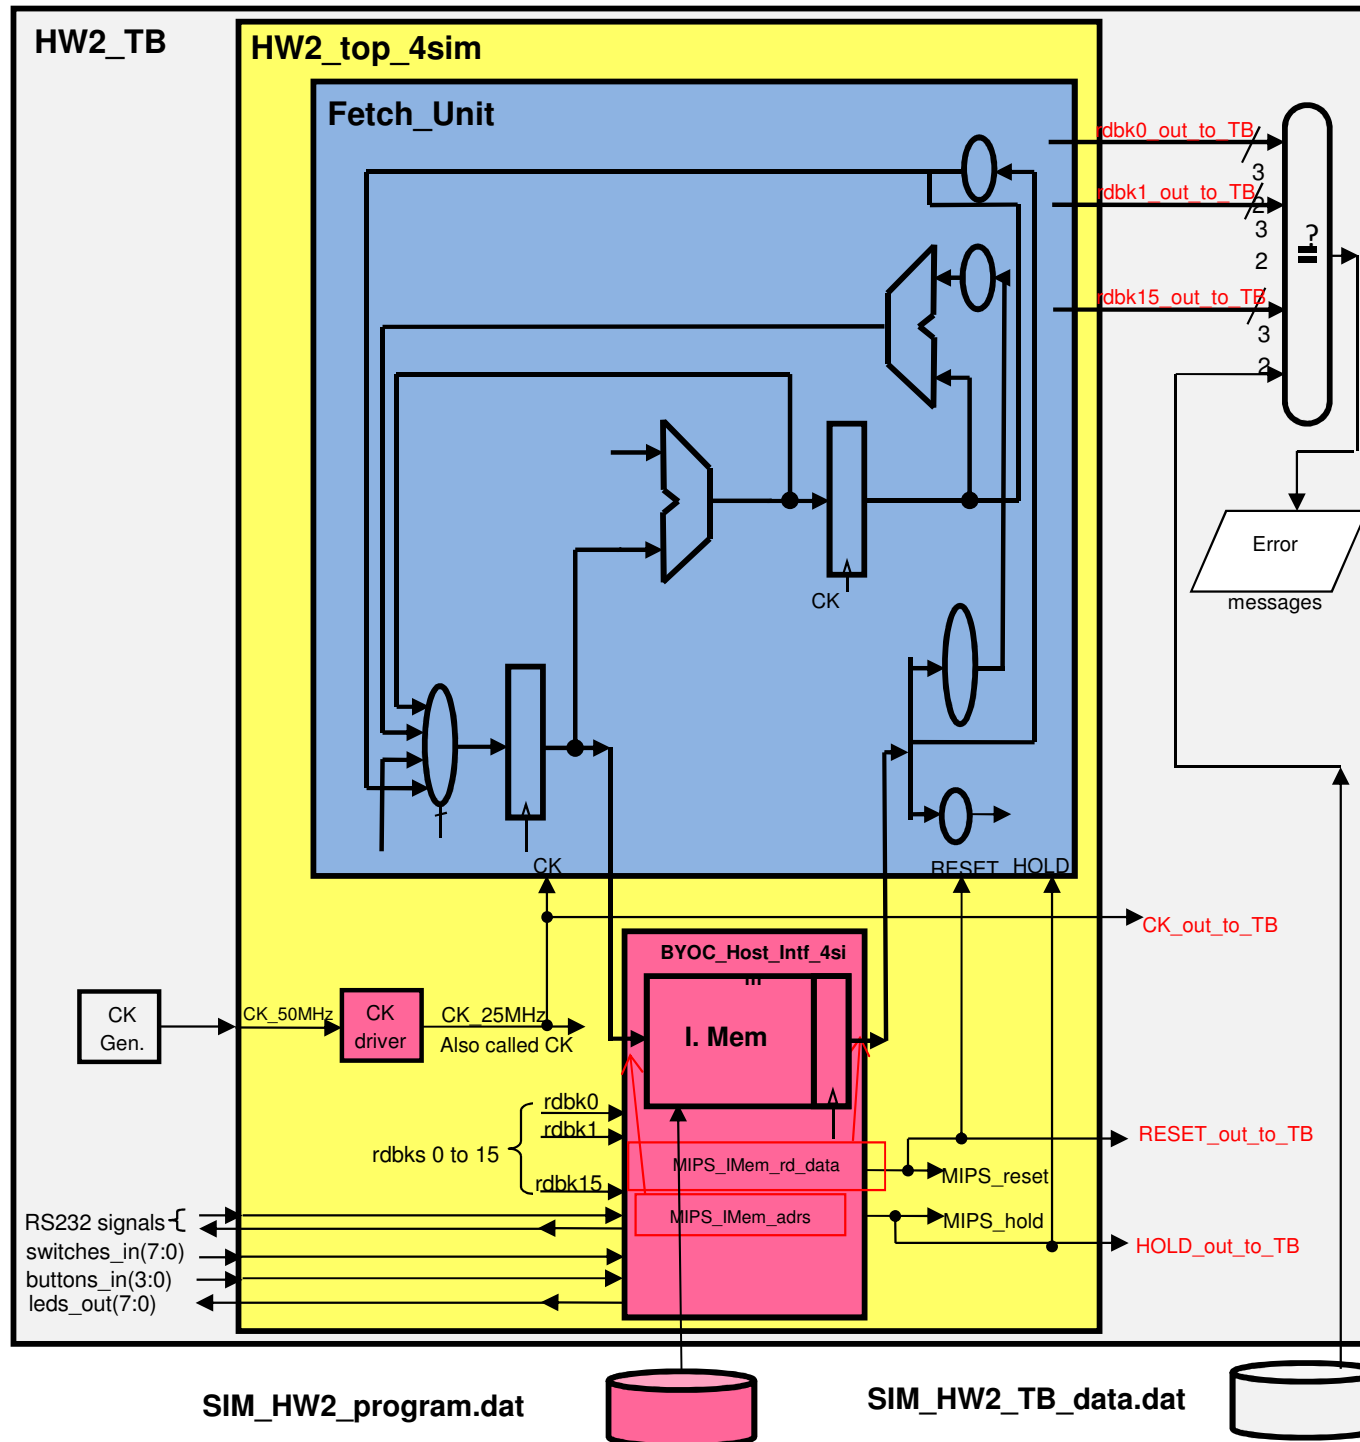 HW2_TB
HW2_top_4sim
Fetch_Unit
rdbk0_out_to_TB
3
2
rdbk1_out_to_TB
3
2
rdbk15_out_to_TB
3
2
?
=
Error
messages
CK
CK
RESET
HOLD
CK_out_to_TB
BYOC_Host_Intf_4si
m
CK
Gen.
CK_50MHz
CK
driver
CK_25MHz
Also called CK
I. Mem
rdbk0
rdbk1
rdbks 0 to 15
rdbk15
MIPS_IMem_rd_data
MIPS_IMem_adrs
RESET_out_to_TB
MIPS_reset
MIPS_hold
HOLD_out_to_TB
RS232 signals
switches_in(7:0)
buttons_in(3:0)
leds_out(7:0)
SIM_HW2_program.dat
SIM_HW2_TB_data.dat